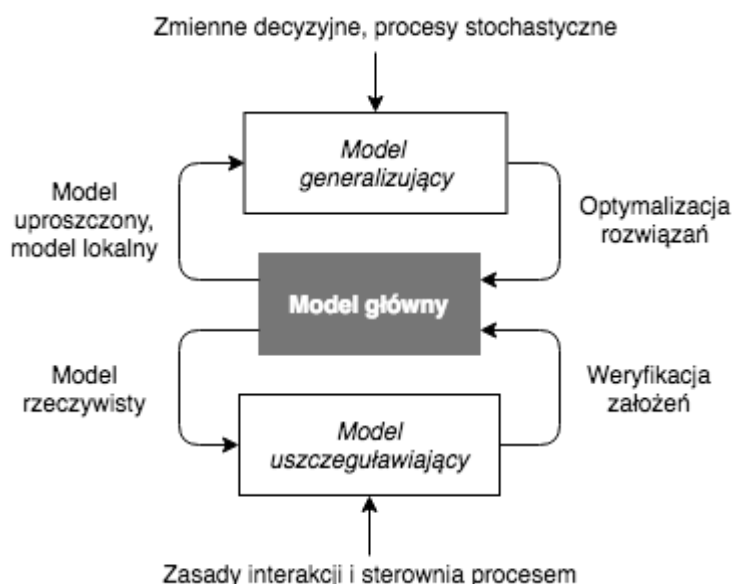 Zmienne decyzyjne, procesy stochastyczne
Model
generalizujący
Model
uproszczony,
model lokalny
Optymalizacja
rozwiązań
Model główny
Model
rzeczywisty
Weryfikacja
założeń
Model
uszczeguławiający
Zasady interakcji i sterownia procesem